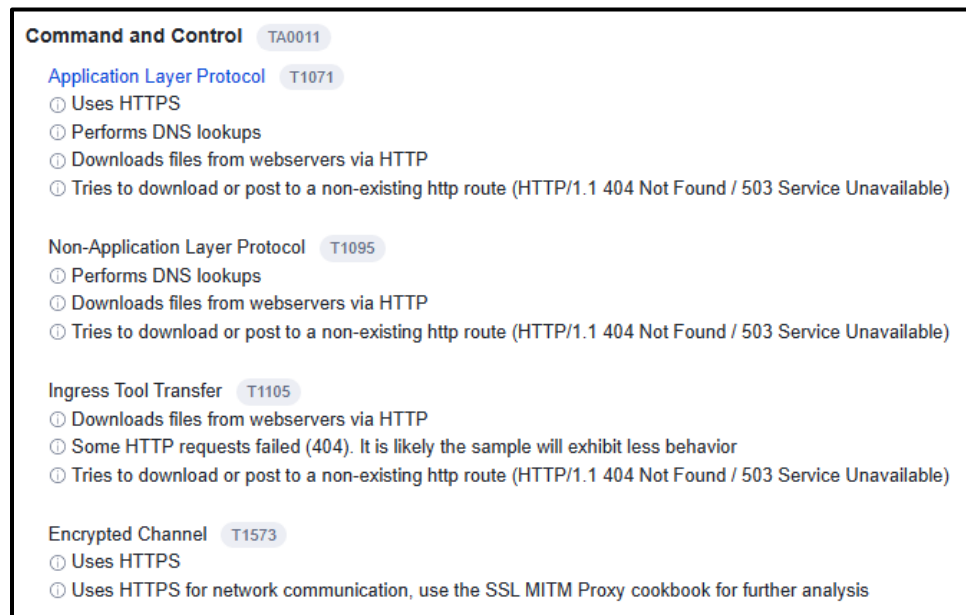 Command and Control TA0011
Application Layer Protocol T1071
ⓘ Uses HTTPS
ⓘ Performs DNS lookups
ⓘ Downloads files from webservers via HTTP
ⓘ Tries to download or post to a non-existing http route (HTTP/1.1 404 Not Found / 503 Service Unavailable)
Non-Application Layer Protocol T1095
ⓘ Performs DNS lookups
ⓘ Downloads files from webservers via HTTP
ⓘ Tries to download or post to a non-existing http route (HTTP/1.1 404 Not Found / 503 Service Unavailable)
Ingress Tool Transfer T1105
ⓘ Downloads files from webservers via HTTP
ⓘ Some HTTP requests failed (404). It is likely the sample will exhibit less behavior
ⓘ Tries to download or post to a non-existing http route (HTTP/1.1 404 Not Found / 503 Service Unavailable)
Encrypted Channel T1573
ⓘ Uses HTTPS
ⓘ Uses HTTPS for network communication, use the SSL MITM Proxy cookbook for further analysis